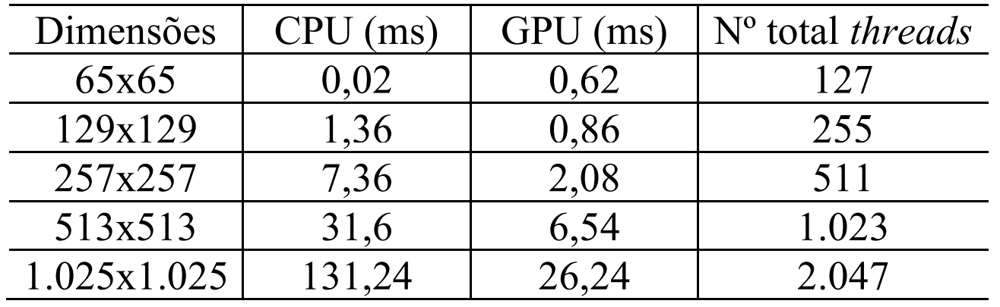 Dimensões CPU (ms) GPU (ms) Nº total threads
65x65 0,02 0,62 127
129x129 1,36 0,86 255
257x257 7,36 2,08 511
513x513 31,6 6,54 1.023
1.025x1.025 131,24 26,24 2.047